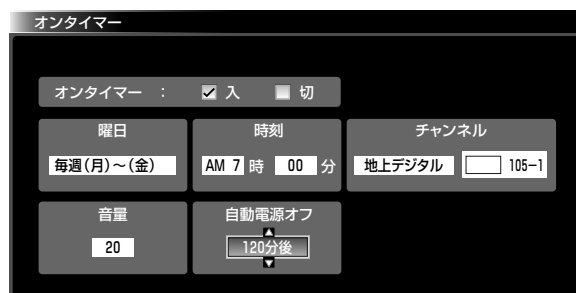 オンタイマー
オンタイマー : 入 切
曜日 時刻 チャンネル
毎週(月)~(金) AM 7 時 00 分 地上デジタル 105-1
音量 自動電源オフ
20 120分後